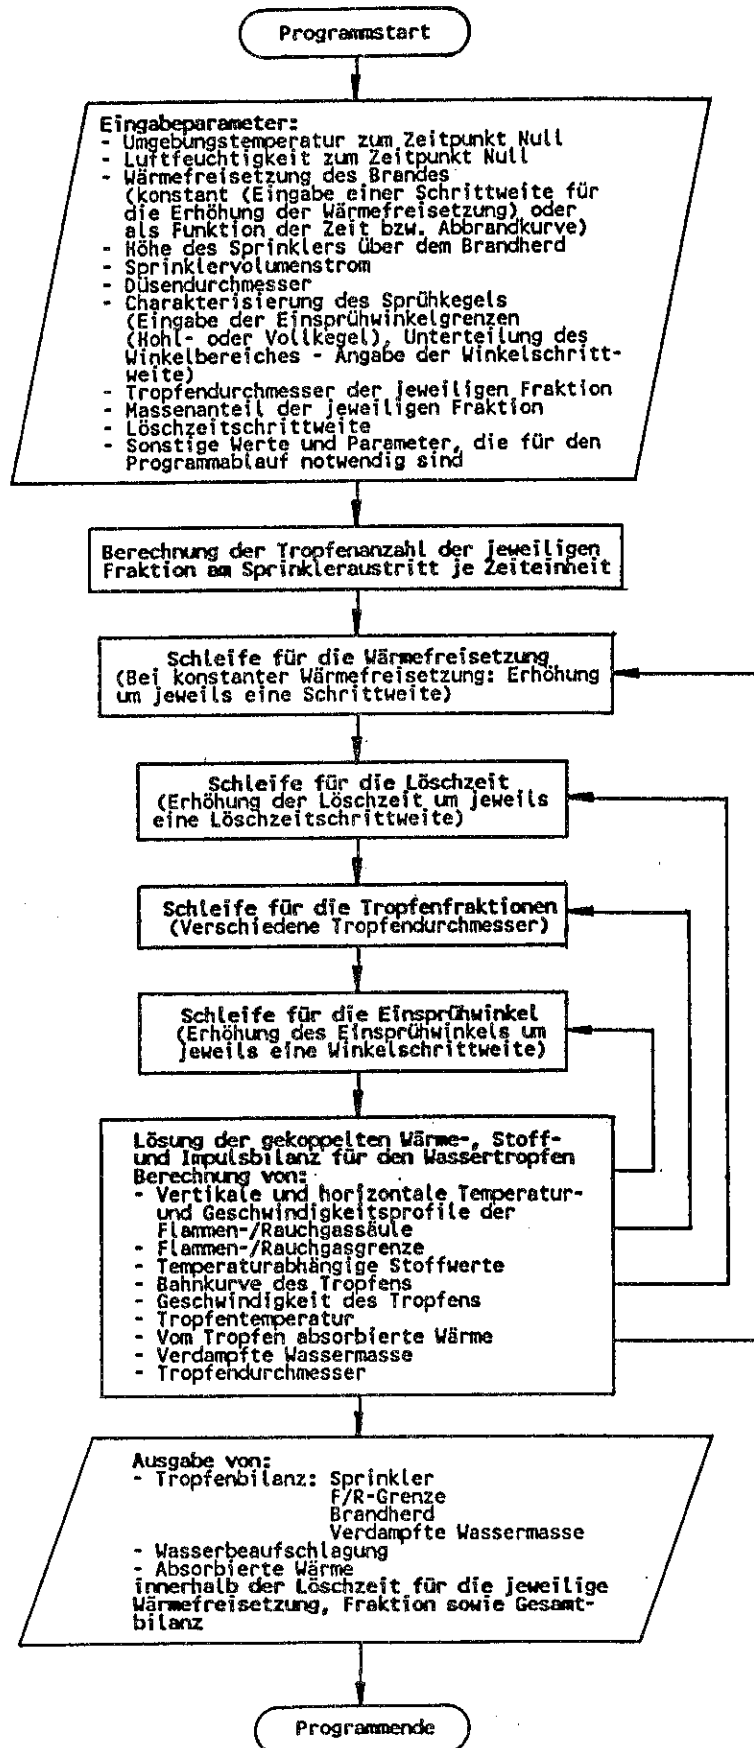 Programmstart
Eingabeparameter:
- Umgebungstemperatur zum Zeitpunkt Null
- Luftfeuchtigkeit zum Zeitpunkt Null
- Wärmefreisetzung des Brandes
(konstant (Eingabe einer Schrittweite für
die Erhöhung der Wärmefreisetzung) oder
als Funktion der Zeit bzw. Abbrandkurve)
- Höhe des Sprinklers über dem Brandherd
- Sprinklervolumenstrom
- Düsendurchmesser
- Charakterisierung des Sprühkegels
(Eingabe der Einsprühwinkelgrenzen
(Hohl- oder Vollkegel), Unterteilung des
Winkelbereiches - Angabe der Winkelschritt-
weite)
- Tropfendurchmesser der jeweiligen Fraktion
- Massenanteil der jeweiligen Fraktion
- Löschzeitschrittweite
- Sonstige Werte und Parameter, die für den
Programmablauf notwendig sind
Berechnung der Tropfenanzahl der jeweiligen
Fraktion am Sprinkleraustritt je Zeiteinheit
Schleife für die Wärmefreisetzung
(Bei konstanter Wärmefreisetzung: Erhöhung
um jeweils eine Schrittweite)
Schleife für die Löschzeit
(Erhöhung der Löschzeit um jeweils
eine Löschzeitschrittweite)
Schleife für die Tropfenfraktionen
(Verschiedene Tropfendurchmesser)
Schleife für die Einsprühwinkel
(Erhöhung des Einsprühwinkels um
jeweils eine Winkelschrittweite)
Lösung der gekoppelten Wärme-, Stoff-
und Impulsbilanz für den Wassertropfen
Berechnung von:
- Vertikale und horizontale Temperatur-
und Geschwindigkeitsprofile der
Flammen-/Rauchgassäule
- Flammen-/Rauchgasgrenze
- Temperaturabhängige Stoffwerte
- Bahnkurve des Tropfens
- Geschwindigkeit des Tropfens
- Tropfentemperatur
- Vom Tropfen absorbierte Wärme
- Verdampfte Wassermasse
- Tropfendurchmesser
Ausgabe von:
- Tropfenbilanz: Sprinkler
F/R-Grenze
Brandherd
Verdampfte Wassermasse
- Wasserbeaufschlagung
- Absorbierte Wärme
innerhalb der Löschzeit für die jeweilige
Wärmefreisetzung, Fraktion sowie Gesamt-
bilanz
Programmende